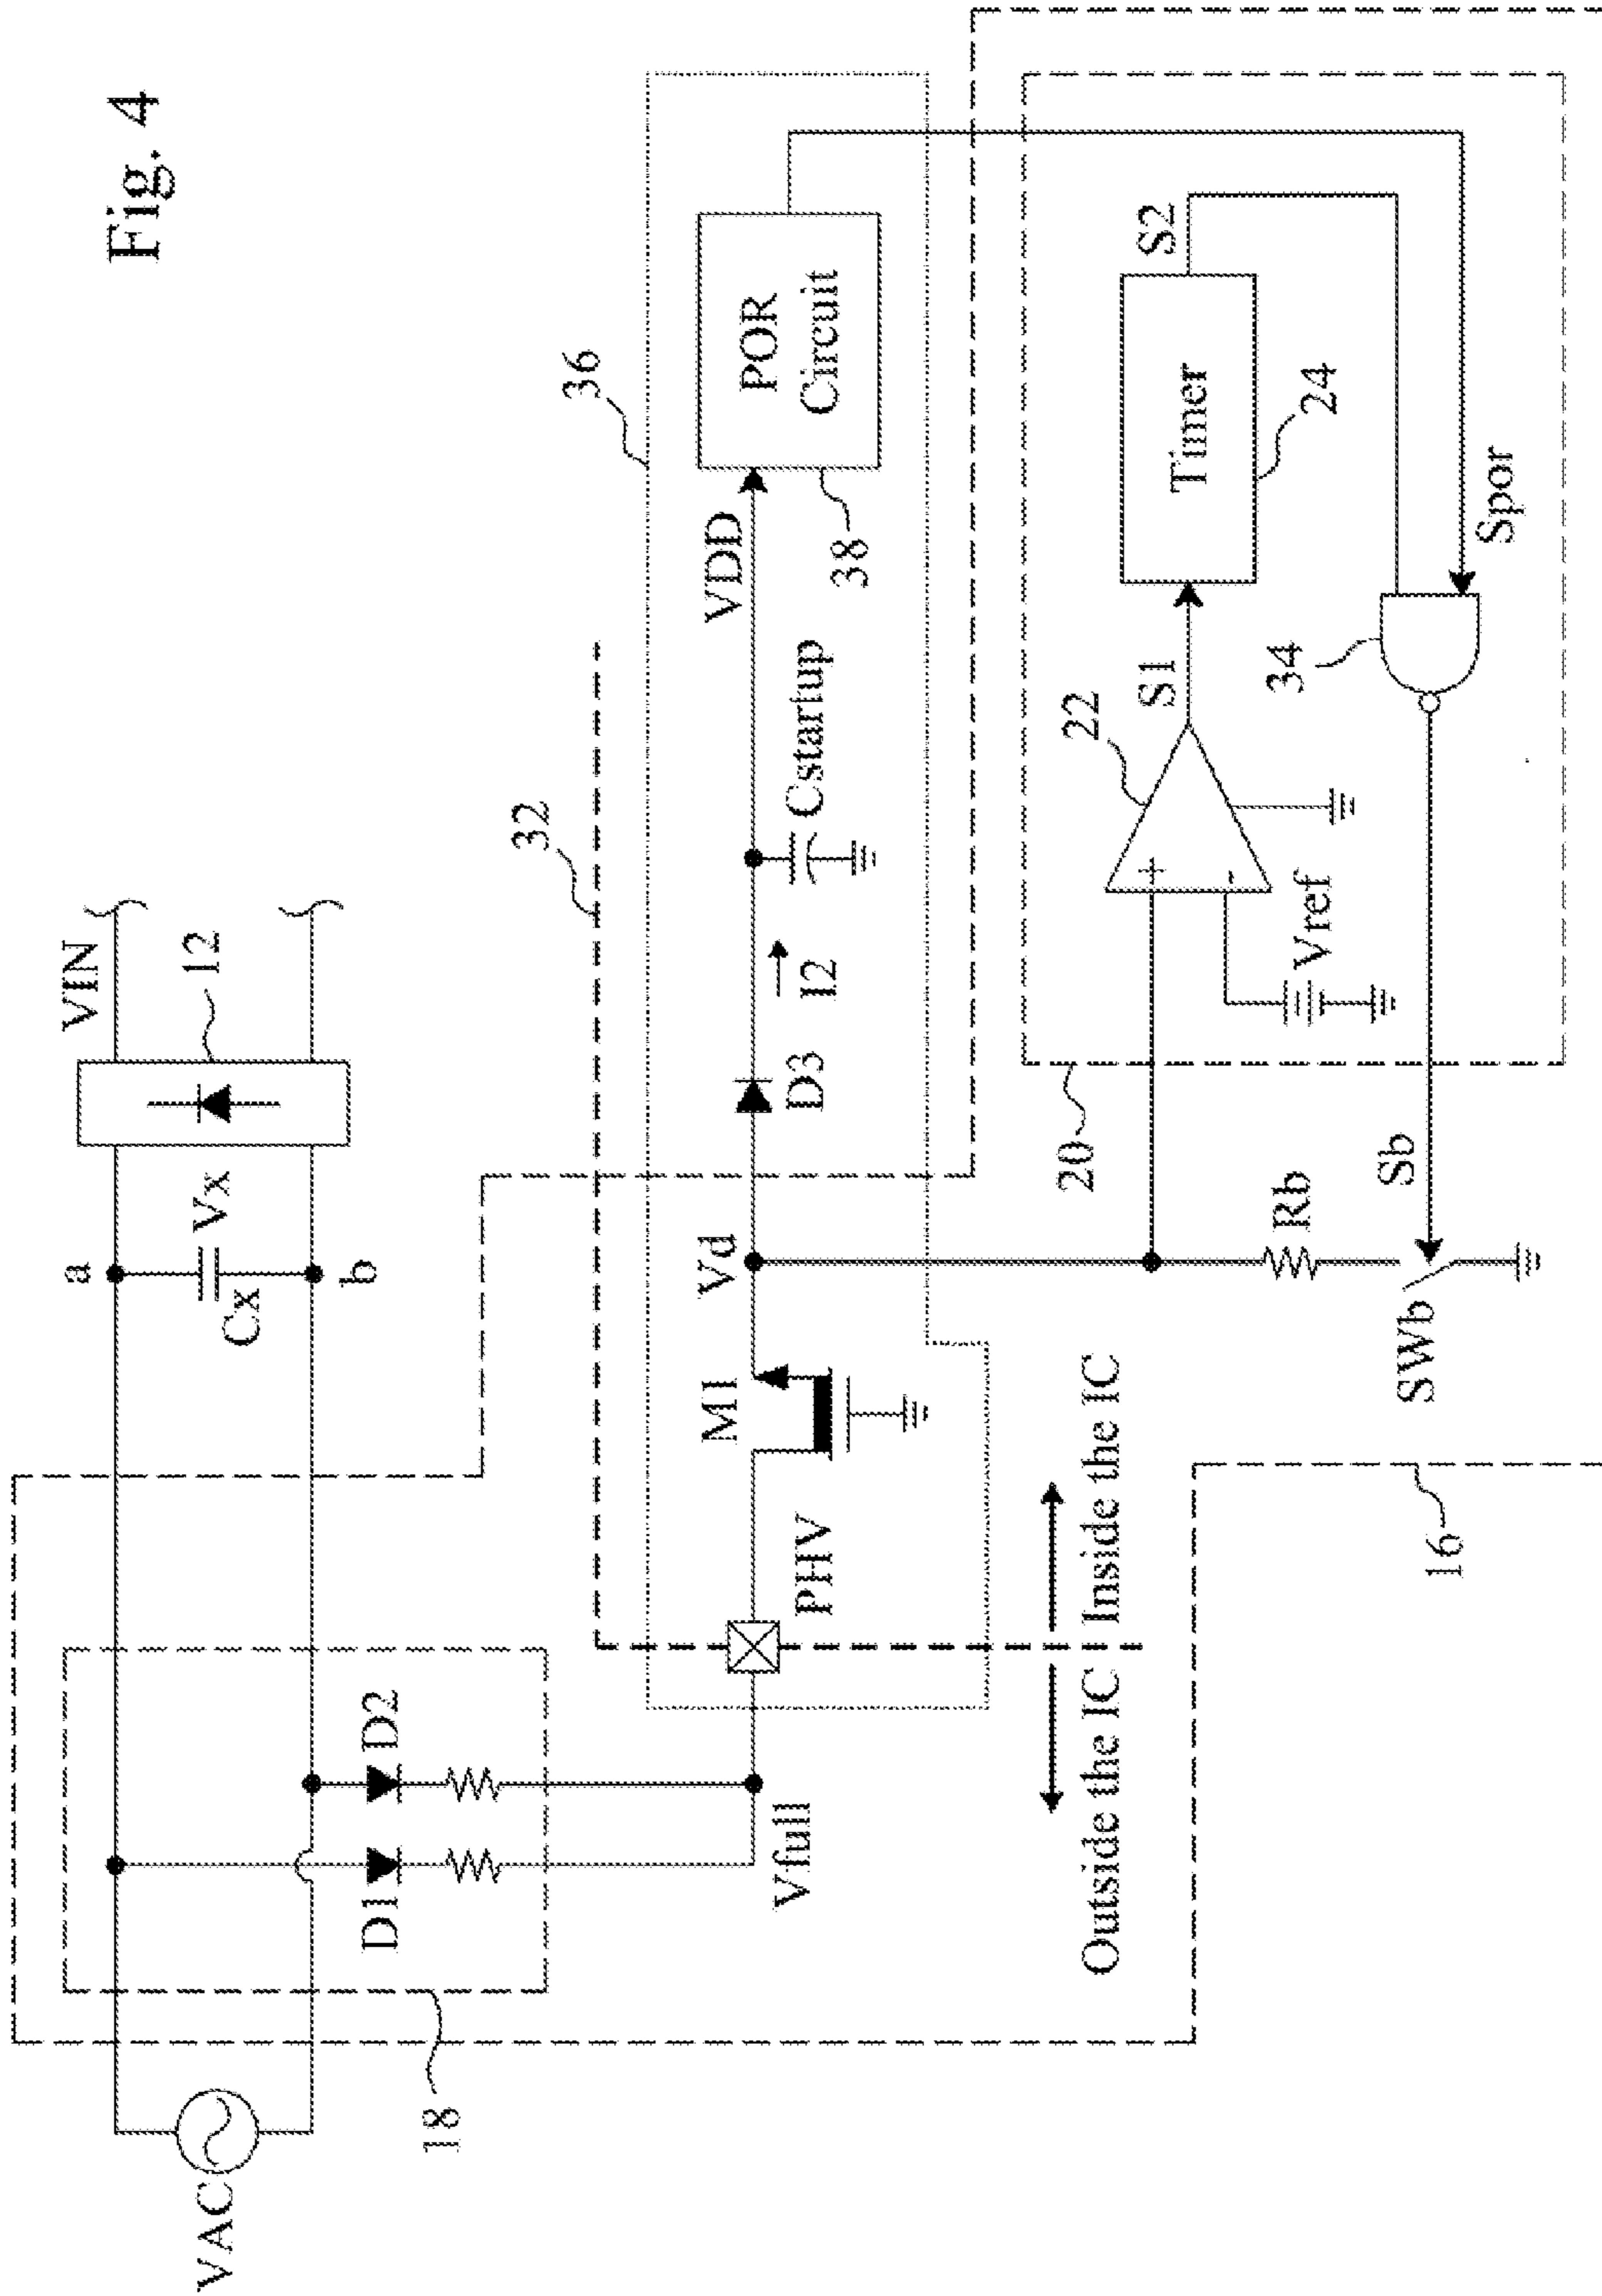 Fig. 4
VAC
18
D1
D2
a
b
Cx
Vx
12
VIN
Vfull
PHV
M1
Vd
D3
I2
Cstartup
VDD
POR
Circuit
38
36
32
Outside the IC
Inside the IC
16
SWb
Rb
Sb
20
Vref
+
-
22
S1
Timer
24
S2
34
Spor